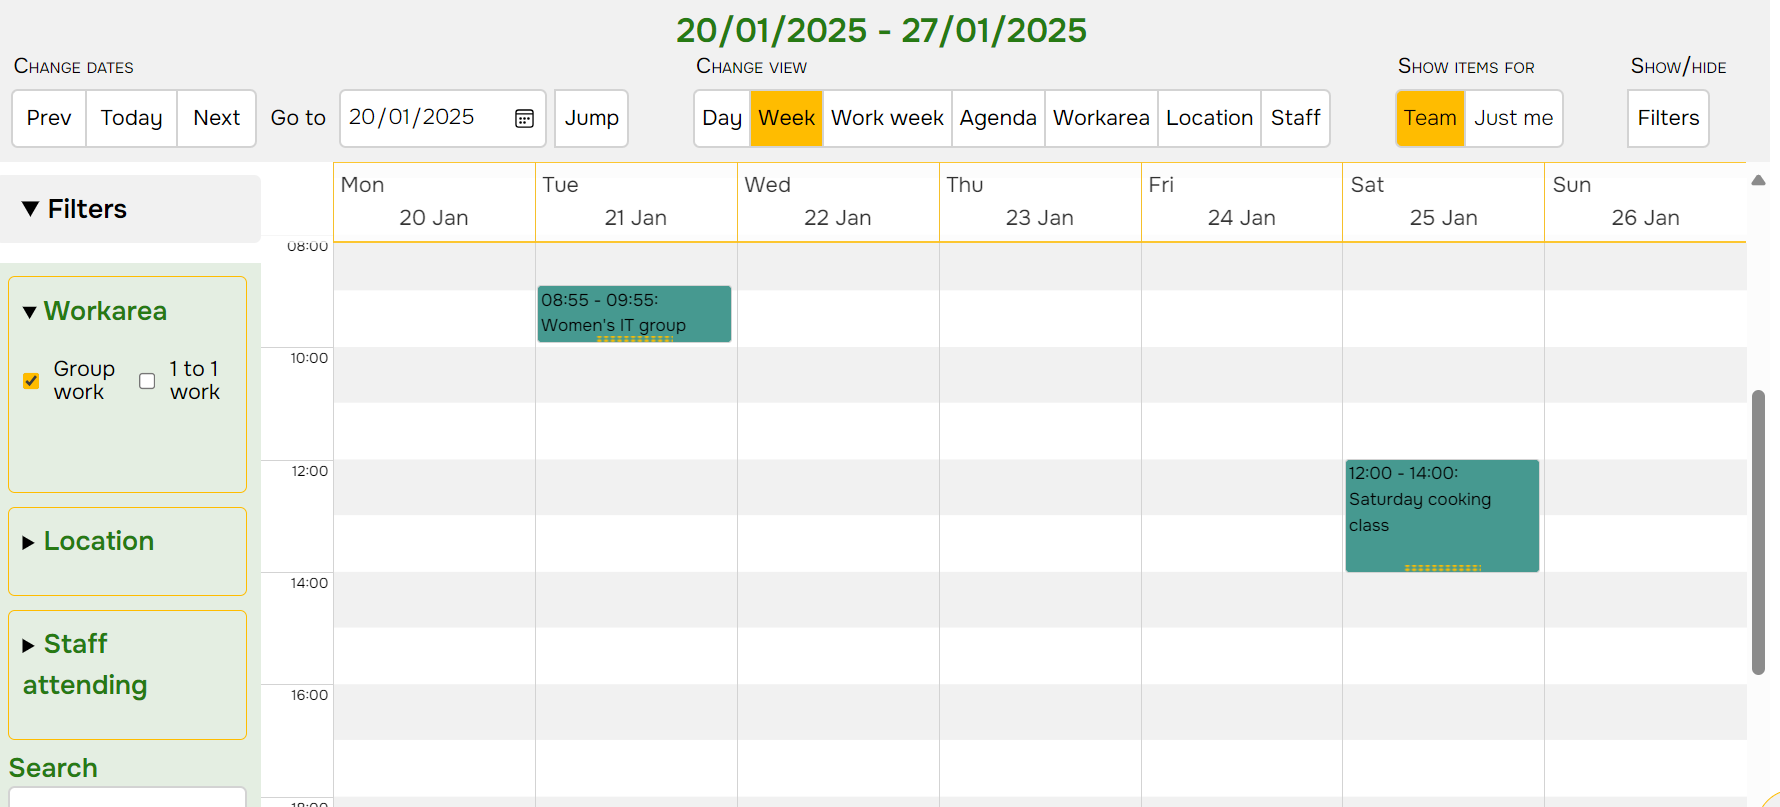 20/01/2025 - 27/01/2025
Change dates
Change view
Show items for
Show/hide
Prev Today Next Go to 20/01/2025 Jump
Day Week Work week Agenda Workarea Location Staff
Team Just me
Filters
Filters
Mon Tue Wed Thu Fri Sat Sun
20 Jan 21 Jan 22 Jan 23 Jan 24 Jan 25 Jan 26 Jan
Workarea
Group work
1 to 1 work
Location
Staff attending
Search
08:00
10:00
12:00
14:00
16:00
18:00
08:55 - 09:55:
Women's IT group
12:00 - 14:00:
Saturday cooking
class